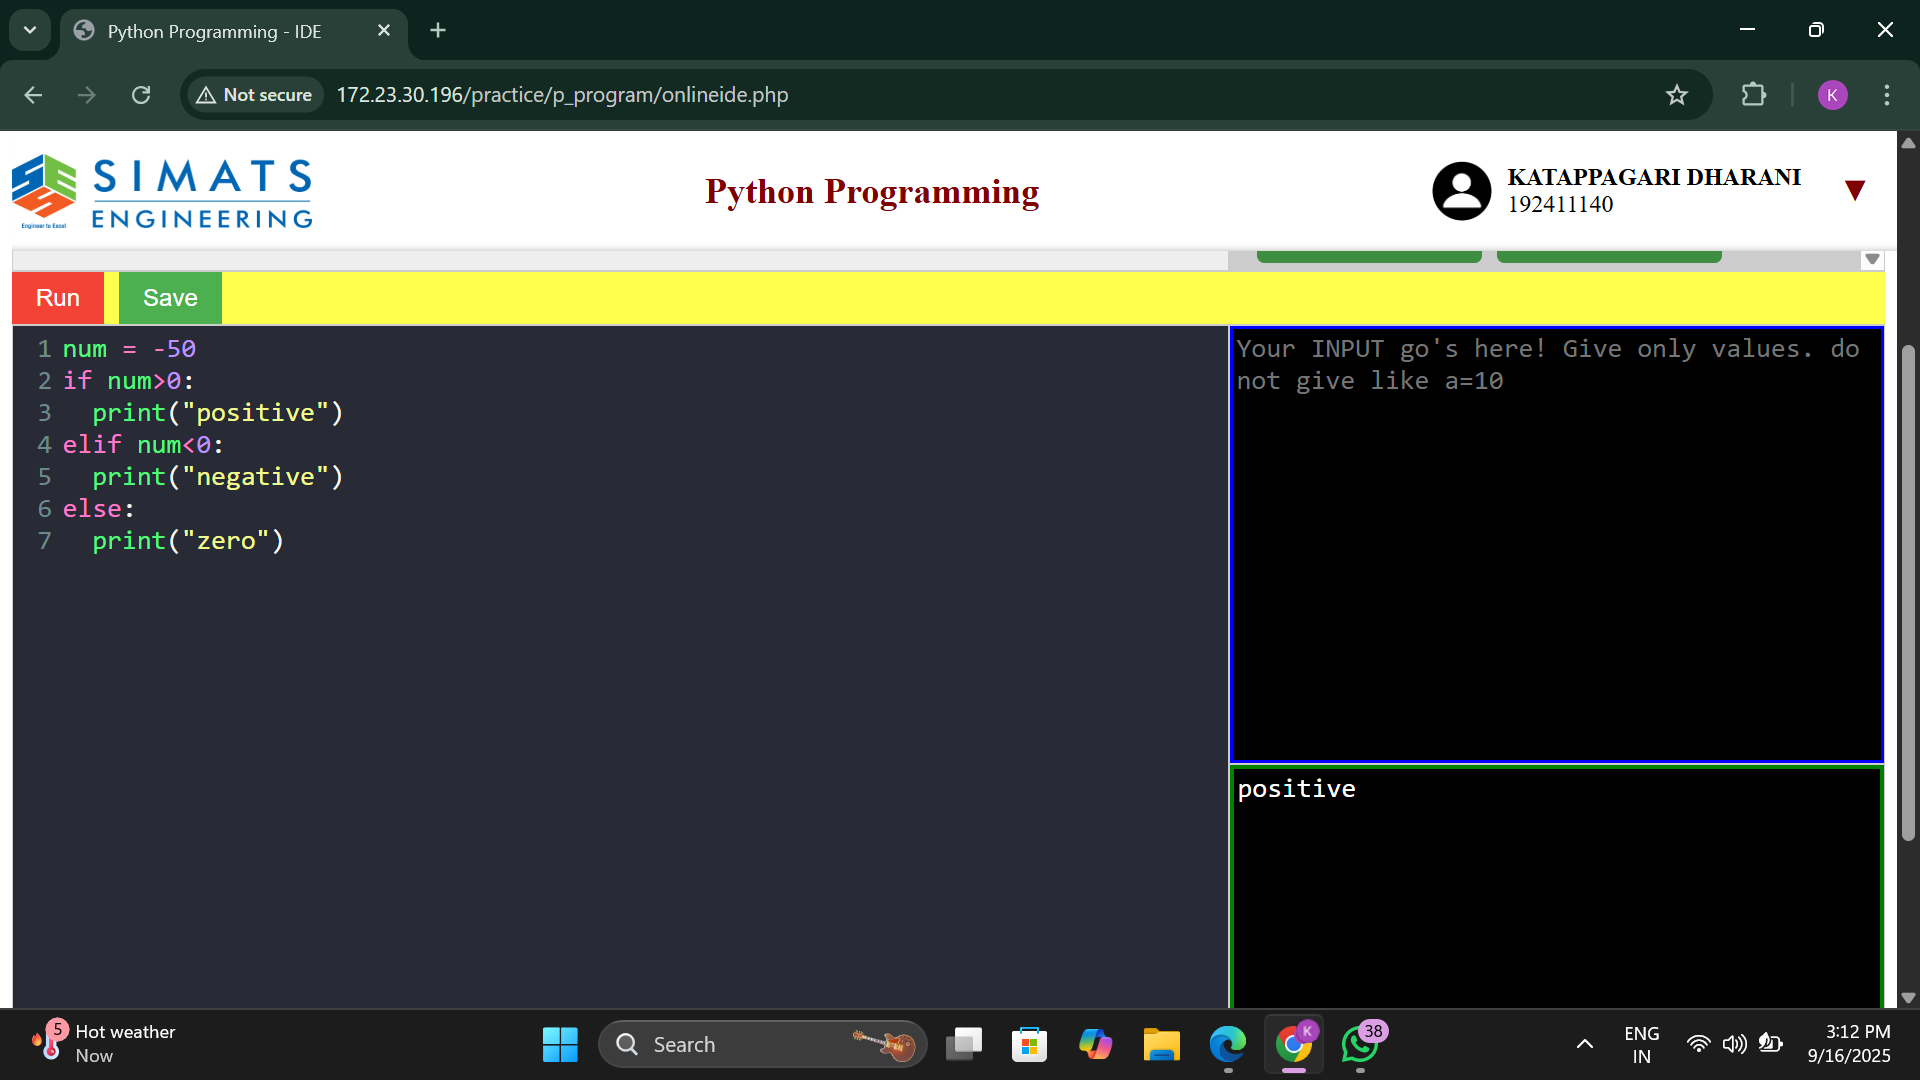 Python Programming - IDE
Not secure
172.23.30.196/practice/p_program/onlineide.php
K
SIMATS
ENGINEERING
Engineer to Excel
Python Programming
KATAPPAGARI DHARANI
192411140
Run
Save
1 num = -50
2 if num>0:
3 print("positive")
4 elif num<0:
5 print("negative")
6 else:
7 print("zero")
Your INPUT go's here! Give only values. do
not give like a=10
positive
5
Hot weather
Now
Search
K
38
ENG
IN
3:12 PM
9/16/2025